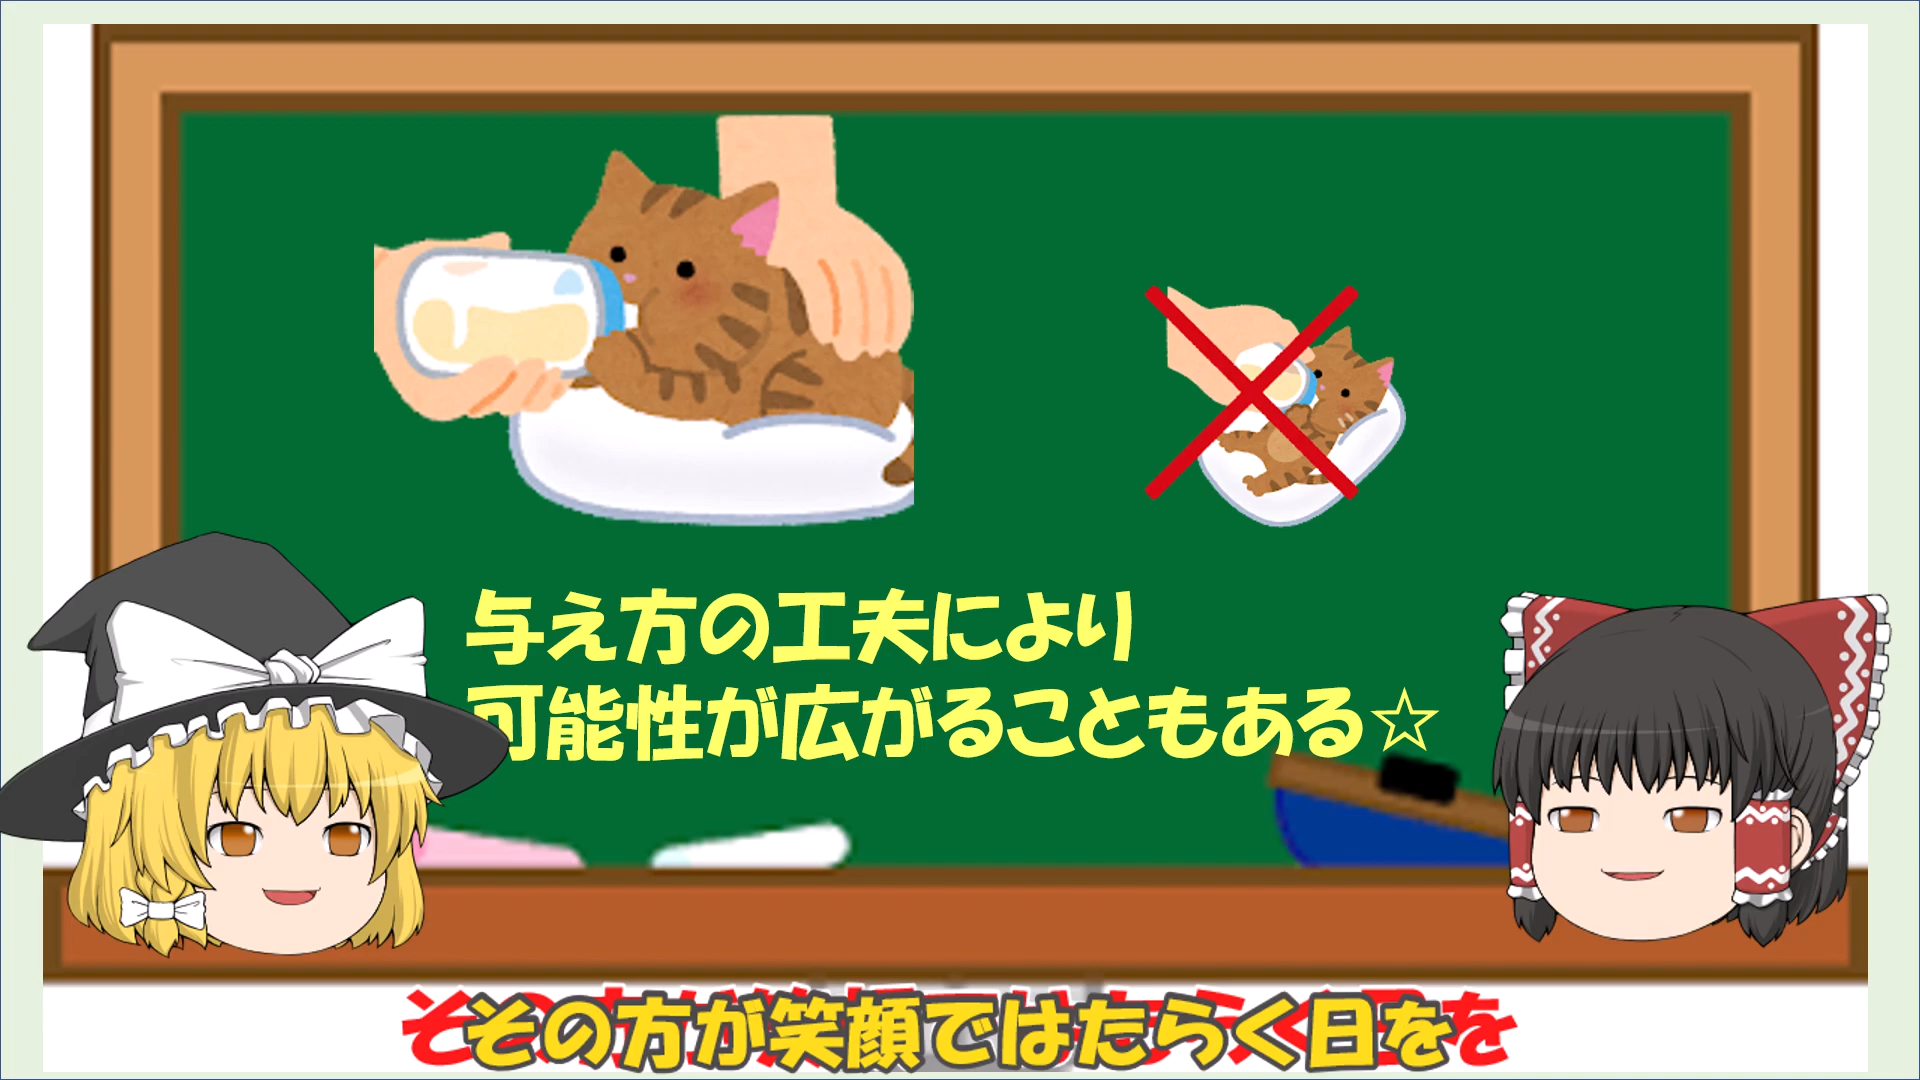 与え方の工夫により
可能性が広がることもある☆
その方が笑顔ではたらく日を